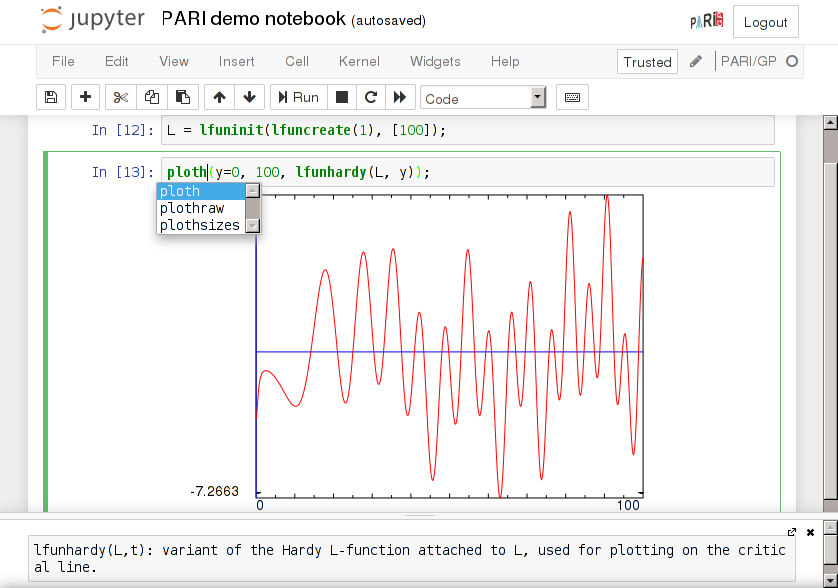 jupyter PARI demo notebook (autosaved) PARI Logout
File Edit View Insert Cell Kernel Widgets Help Trusted PARI/GP
Run Code
In [12]: L = lfuninit(lfuncreate(1), [100]);
In [13]: ploth(y=0, 100, lfunhardy(L, y));
ploth
plothraw
plothsizes
-7.2663
0 100
lfunhardy(L,t): variant of the Hardy L-function attached to L, used for plotting on the critic
al line.